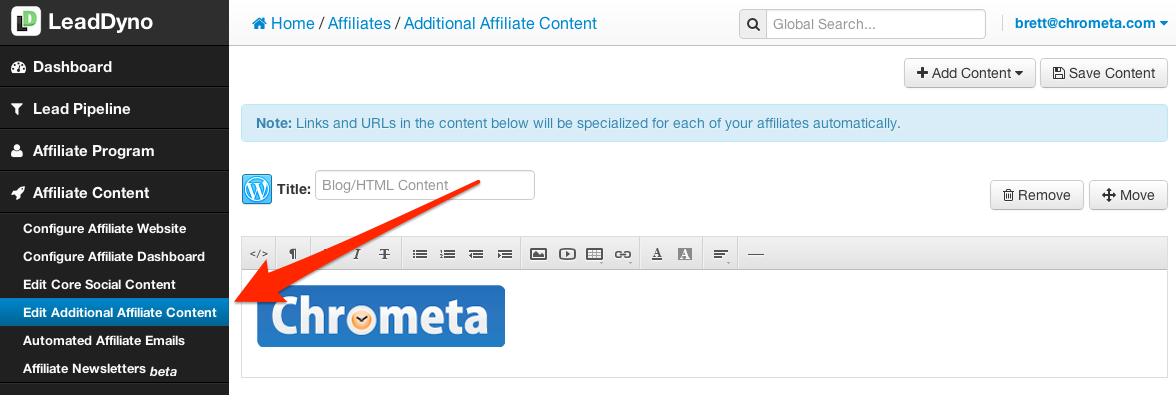 LeadDyno
Home / Affiliates / Additional Affiliate Content
Global Search...
brett@chrometa.com
Dashboard
Lead Pipeline
Affiliate Program
Affiliate Content
Configure Affiliate Website
Configure Affiliate Dashboard
Edit Core Social Content
Edit Additional Affiliate Content
Automated Affiliate Emails
Affiliate Newsletters beta
Add Content
Save Content
Note: Links and URLs in the content below will be specialized for each of your affiliates automatically.
Title:
Blog/HTML Content
Remove
Move
Chrometa